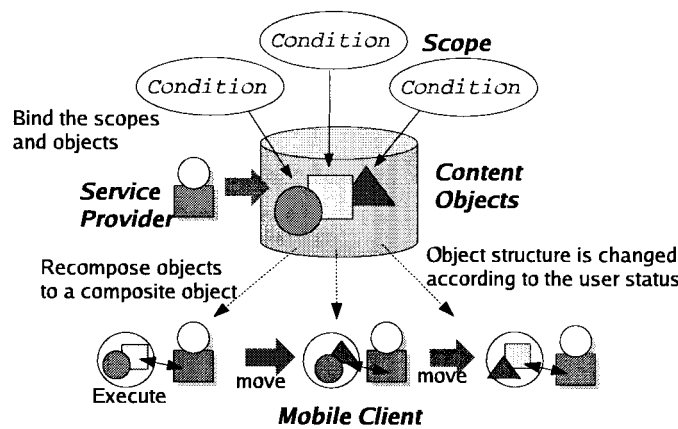 Condition
Scope
Condition
Condition
Bind the scopes
and objects
Service
Provider
Content
Objects
Recompose objects
to a composite object
Object structure is changed
according to the user status
Execute
move
move
Mobile Client